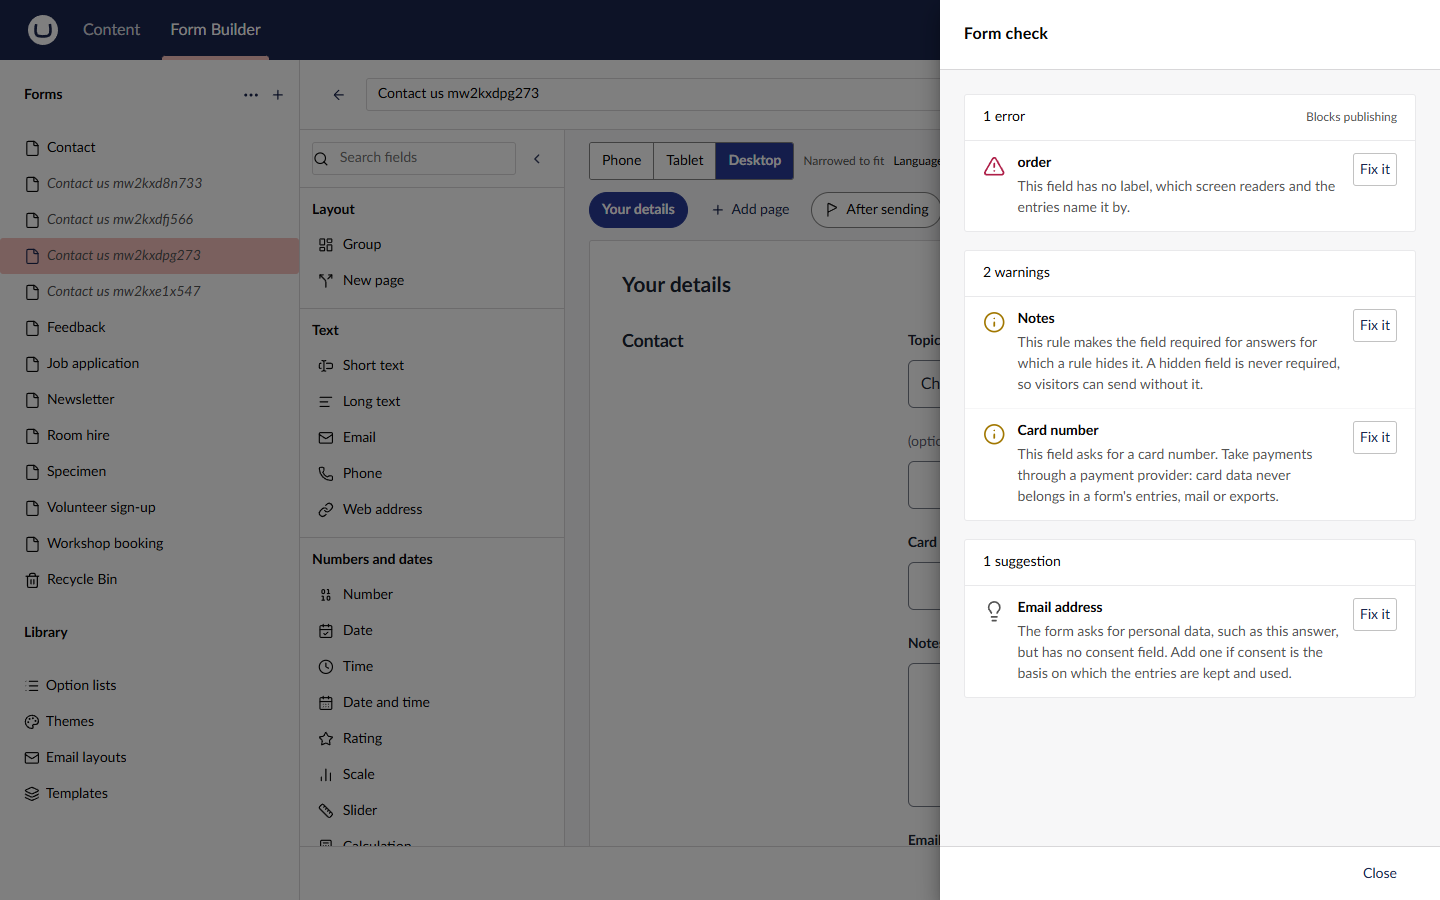 Content
Form Builder
Forms
Contact
Contact us mw2kxd8n733
Contact us mw2kxdfj566
Contact us mw2kxdpg273
Contact us mw2kxe1x547
Feedback
Job application
Newsletter
Room hire
Specimen
Volunteer sign-up
Workshop booking
Recycle Bin
Library
Option lists
Themes
Email layouts
Templates
Contact us mw2kxdpg273
Search fields
Layout
Group
New page
Text
Short text
Long text
Email
Phone
Web address
Numbers and dates
Number
Date
Time
Date and time
Rating
Scale
Slider
Calculation
Phone Tablet Desktop Narrowed to fit Language
Your details Add page After sending
Your details
Contact
Topic
Ch
(optic
Card
Notes
Email
Form check
1 error
Blocks publishing
order
Fix it
This field has no label, which screen readers and the
entries name it by.
2 warnings
Notes
Fix it
This rule makes the field required for answers for
which a rule hides it. A hidden field is never required,
so visitors can send without it.
Card number
Fix it
This field asks for a card number. Take payments
through a payment provider: card data never
belongs in a form's entries, mail or exports.
1 suggestion
Email address
Fix it
The form asks for personal data, such as this answer,
but has no consent field. Add one if consent is the
basis on which the entries are kept and used.
Close